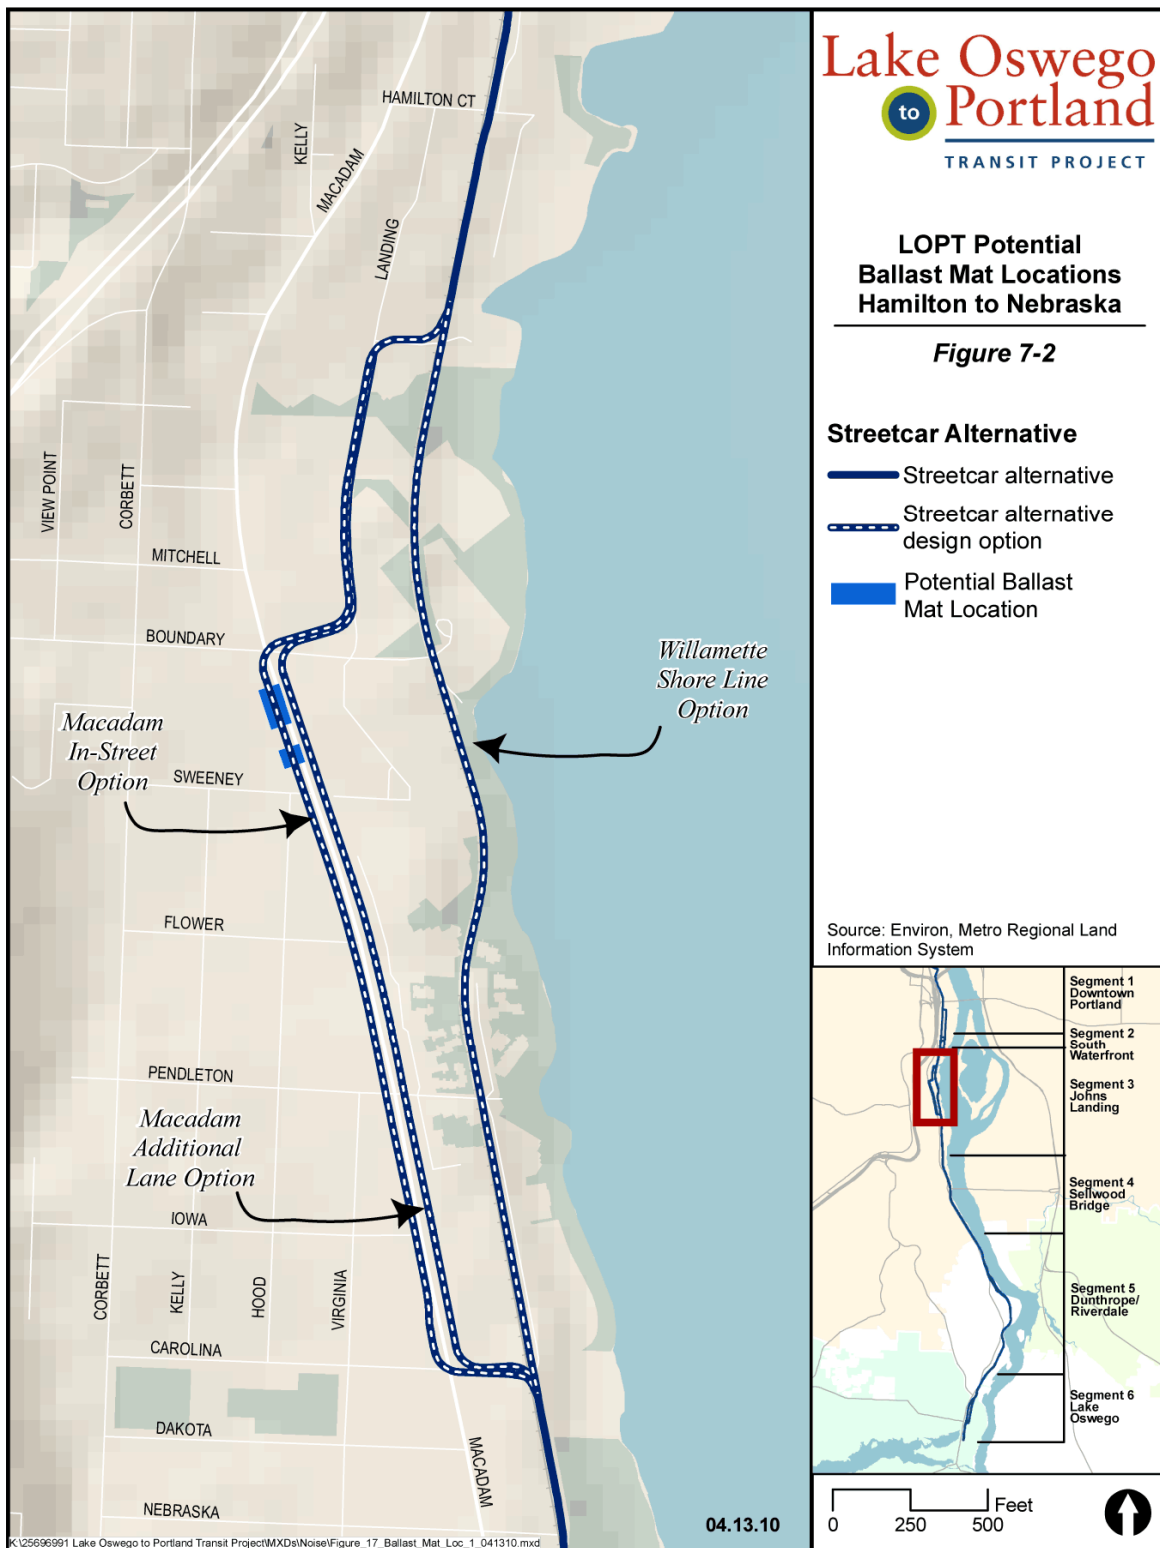 HAMILTON CT
KELLY
MACADAM
LANDING
VIEW POINT
CORBETT
MITCHELL
BOUNDARY
Willamette
Shore Line
Option
Macadam
In-Street
Option
SWEENEY
FLOWER
PENDLETON
Macadam
Additional
Lane Option
IOWA
CORBETT
KELLY
HOOD
VIRGINIA
CAROLINA
DAKOTA
MACADAM
NEBRASKA
04.13.10
K:\25696991 Lake Oswego to Portland Transit Project\MXDs\Noise\Figure_17_Ballast_Mat_Loc_1_041310.mxd
Lake Oswego
to Portland
TRANSIT PROJECT
LOPT Potential
Ballast Mat Locations
Hamilton to Nebraska
Figure 7-2
Streetcar Alternative
Streetcar alternative
Streetcar alternative
design option
Potential Ballast
Mat Location
Source: Environ, Metro Regional Land
Information System
Segment 1
Downtown
Portland
Segment 2
South
Waterfront
Segment 3
Johns
Landing
Segment 4
Sellwood
Bridge
Segment 5
Dunthrope/
Riverdale
Segment 6
Lake
Oswego
Feet
0 250 500